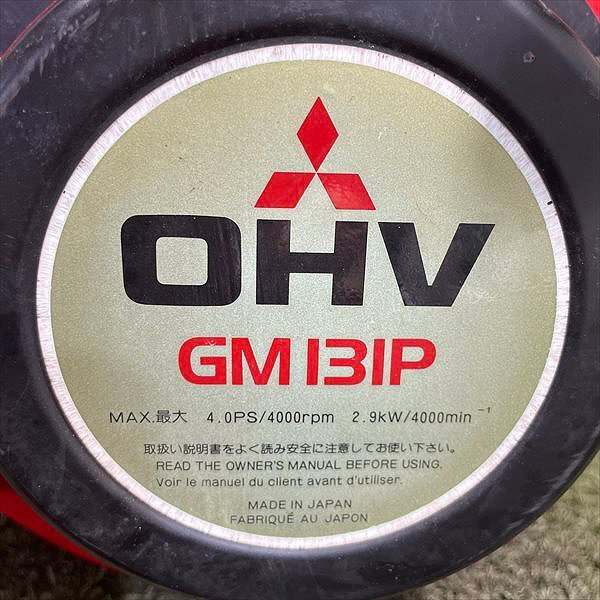 OHV
GM131P
MAX.最大 4.0PS/4000rpm 2.9kW/4000min⁻¹
取扱い説明書をよく読み安全に注意してお使い下さい。
READ THE OWNER'S MANUAL BEFORE USING.
Voir le manuel du client avant d'utiliser.
MADE IN JAPAN
FABRIQUÉ AU JAPON